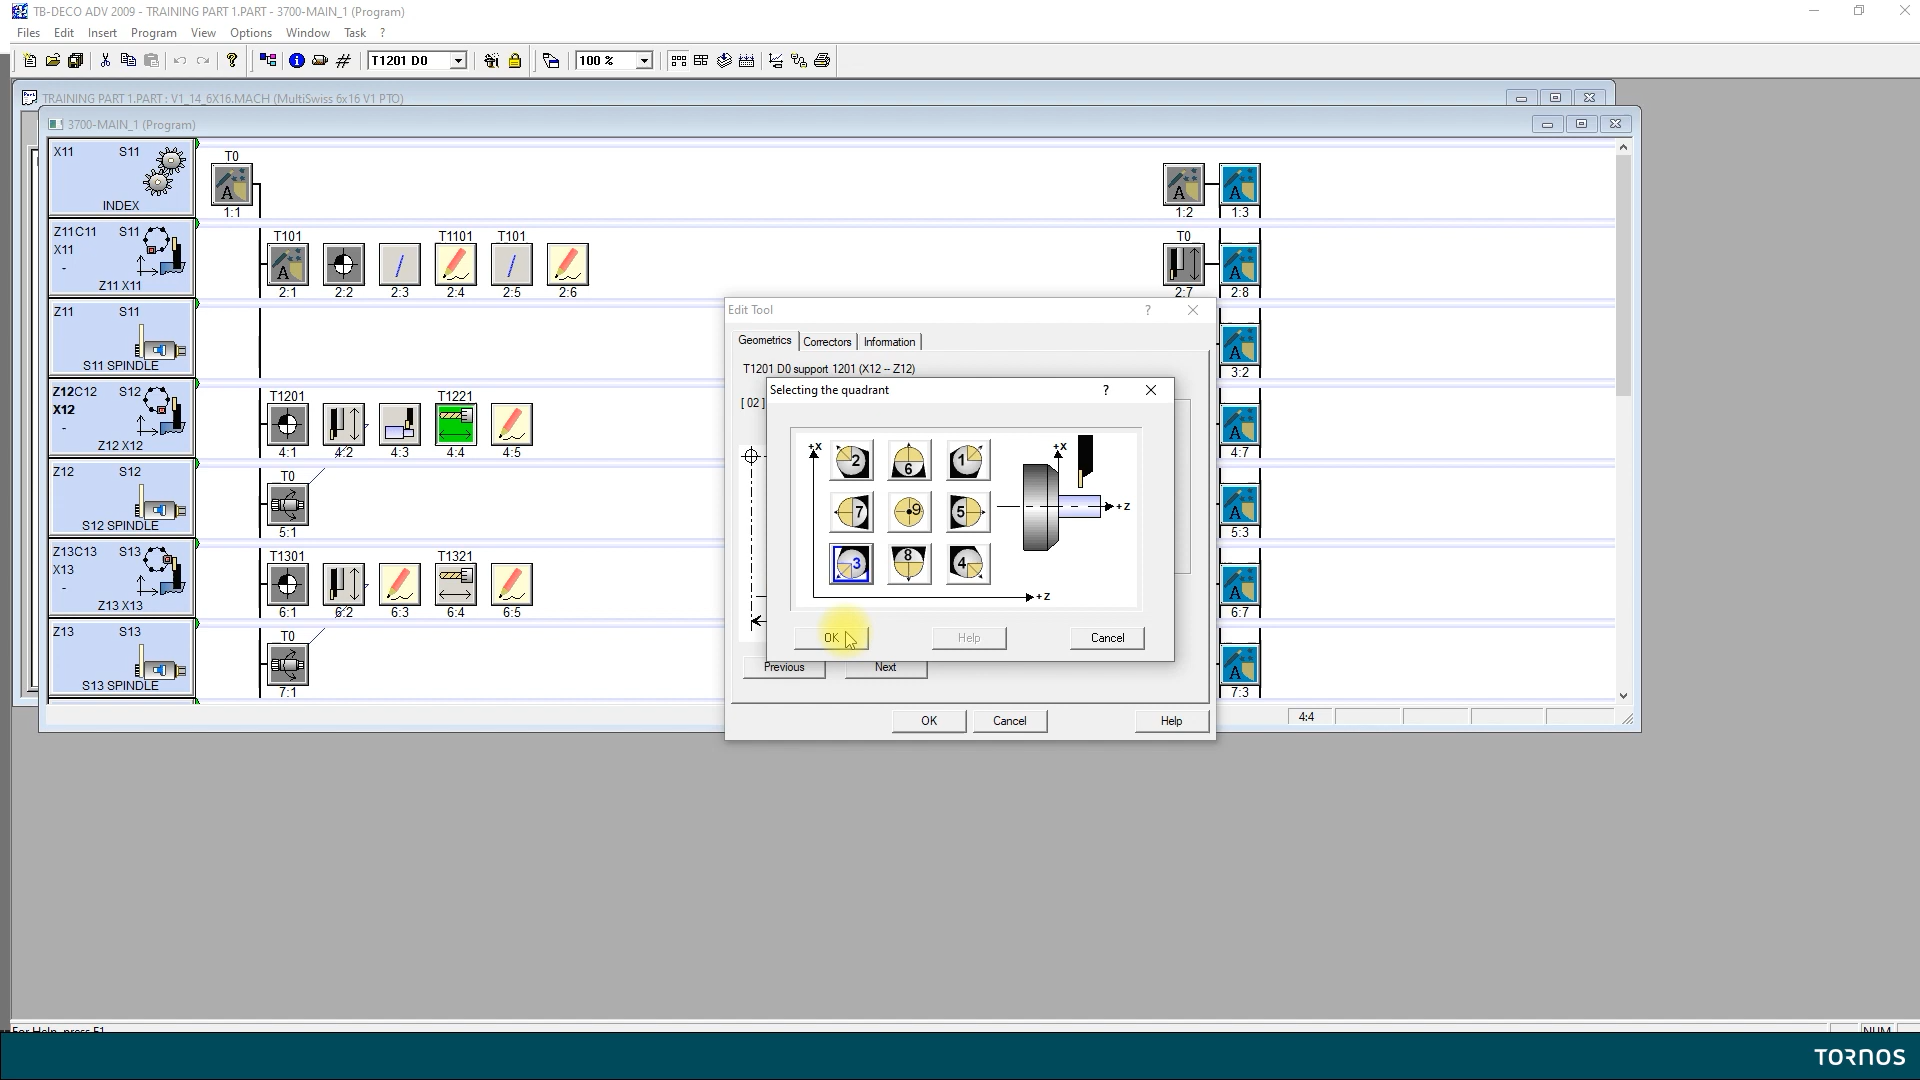 TB-DECO ADV 2009 - TRAINING PART 1.PART - 3700-MAIN_1 (Program)
Files Edit Insert Program View Options Window Task ?
T1201 D0 100 %
TRAINING PART 1.PART : V1_14_6X16.MACH (MultiSwiss 6x16 V1 PTO)
3700-MAIN_1 (Program)
X11 S11
INDEX
T0
A
1:1
A A
1:2 1:3
Z11C11 S11
X11
-
Z11 X11
T101 T1101 T101
A
2:1 2:2 2:3 2:4 2:5 2:6
T0
A
2:7 2:8
Z11 S11
S11 SPINDLE
A
3:2
Z12C12 S12
X12
-
Z12 X12
T1201 T1221
4:1 4:2 4:3 4:4 4:5
A
4:7
Z12 S12
S12 SPINDLE
T0
5:1
A
5:3
Z13C13 S13
X13
-
Z13 X13
T1301 T1321
6:1 6:2 6:3 6:4 6:5
A
6:7
Z13 S13
S13 SPINDLE
T0
7:1
A
7:3
4:4
Edit Tool ?
Geometrics Correctors Information
T1201 D0 support 1201 (X12 -- Z12)
[ 02 ]
Selecting the quadrant ?
+X
2 6 1
7 9 5
3 8 4
+Z
+X
+Z
OK Help Cancel
Previous Next
OK Cancel Help
For Help, press F1
NUM
TORNOS